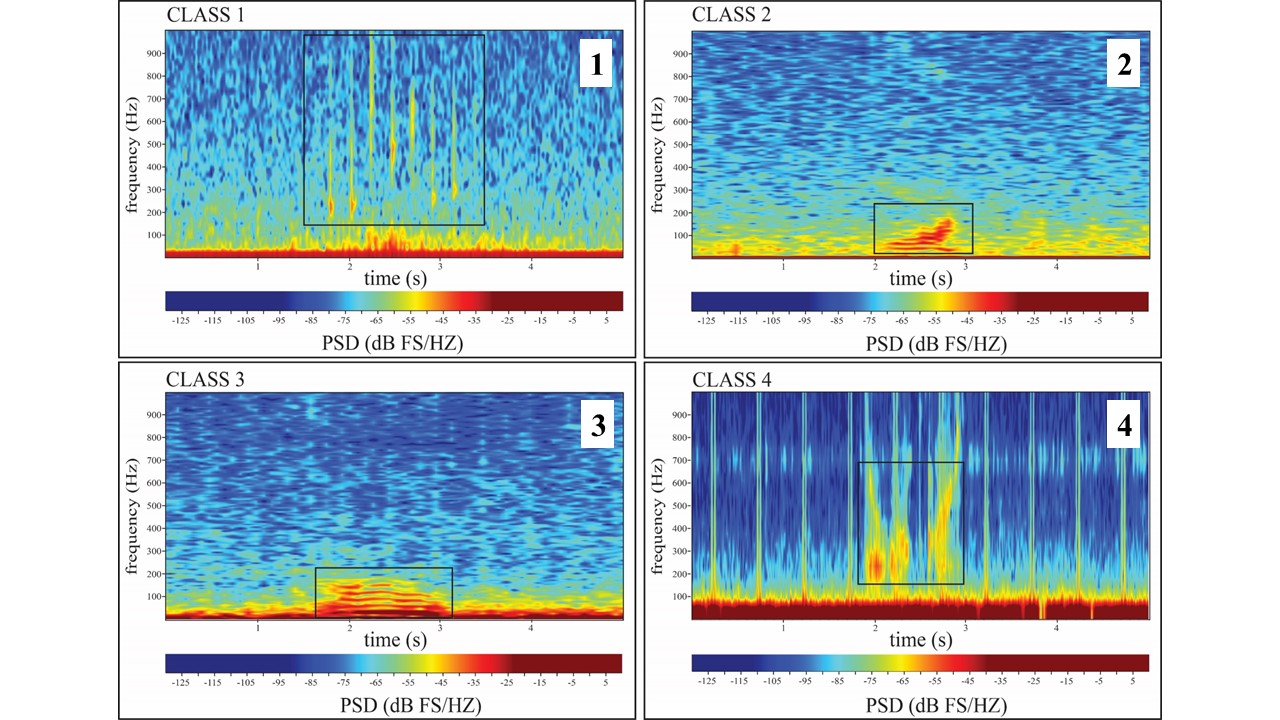 CLASS 1
1
900
800
700
600
500
400
300
200
100
frequency (Hz)
1 2 3 4
time (s)
-125 -115 -105 -95 -85 -75 -65 -55 -45 -35 -25 -15 -5 5
PSD (dB FS/HZ)
CLASS 2
2
900
800
700
600
500
400
300
200
100
frequency (Hz)
1 2 3 4
time (s)
-125 -115 -105 -95 -85 -75 -65 -55 -45 -35 -25 -15 -5 5
PSD (dB FS/HZ)
CLASS 3
3
900
800
700
600
500
400
300
200
100
frequency (Hz)
1 2 3 4
time (s)
-125 -115 -105 -95 -85 -75 -65 -55 -45 -35 -25 -15 -5 5
PSD (dB FS/HZ)
CLASS 4
4
900
800
700
600
500
400
300
200
100
frequency (Hz)
1 2 3 4
time (s)
-125 -115 -105 -95 -85 -75 -65 -55 -45 -35 -25 -15 -5 5
PSD (dB FS/HZ)